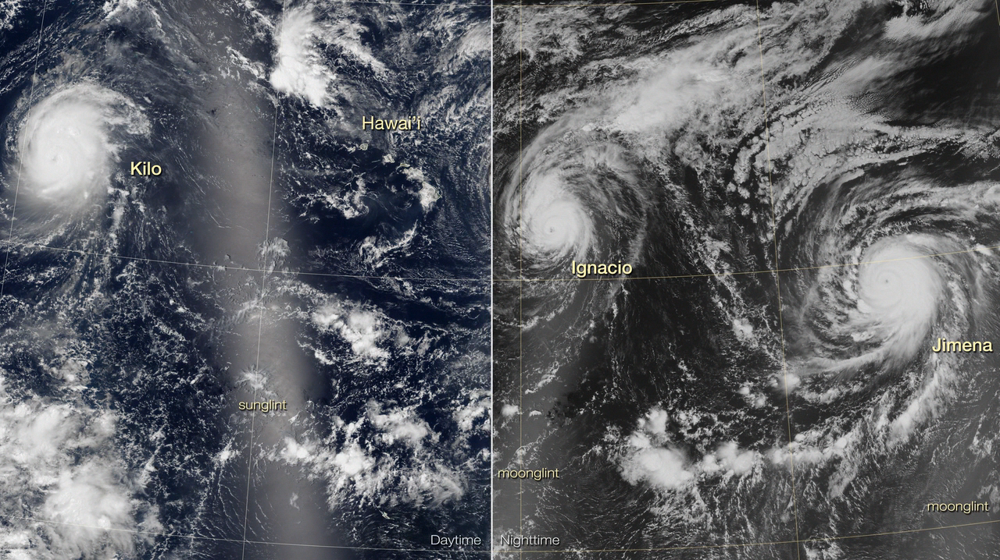 Hawai'i
Kilo
sunglint
Daytime
Ignacio
Jimena
moonglint
moonglint
Nighttime